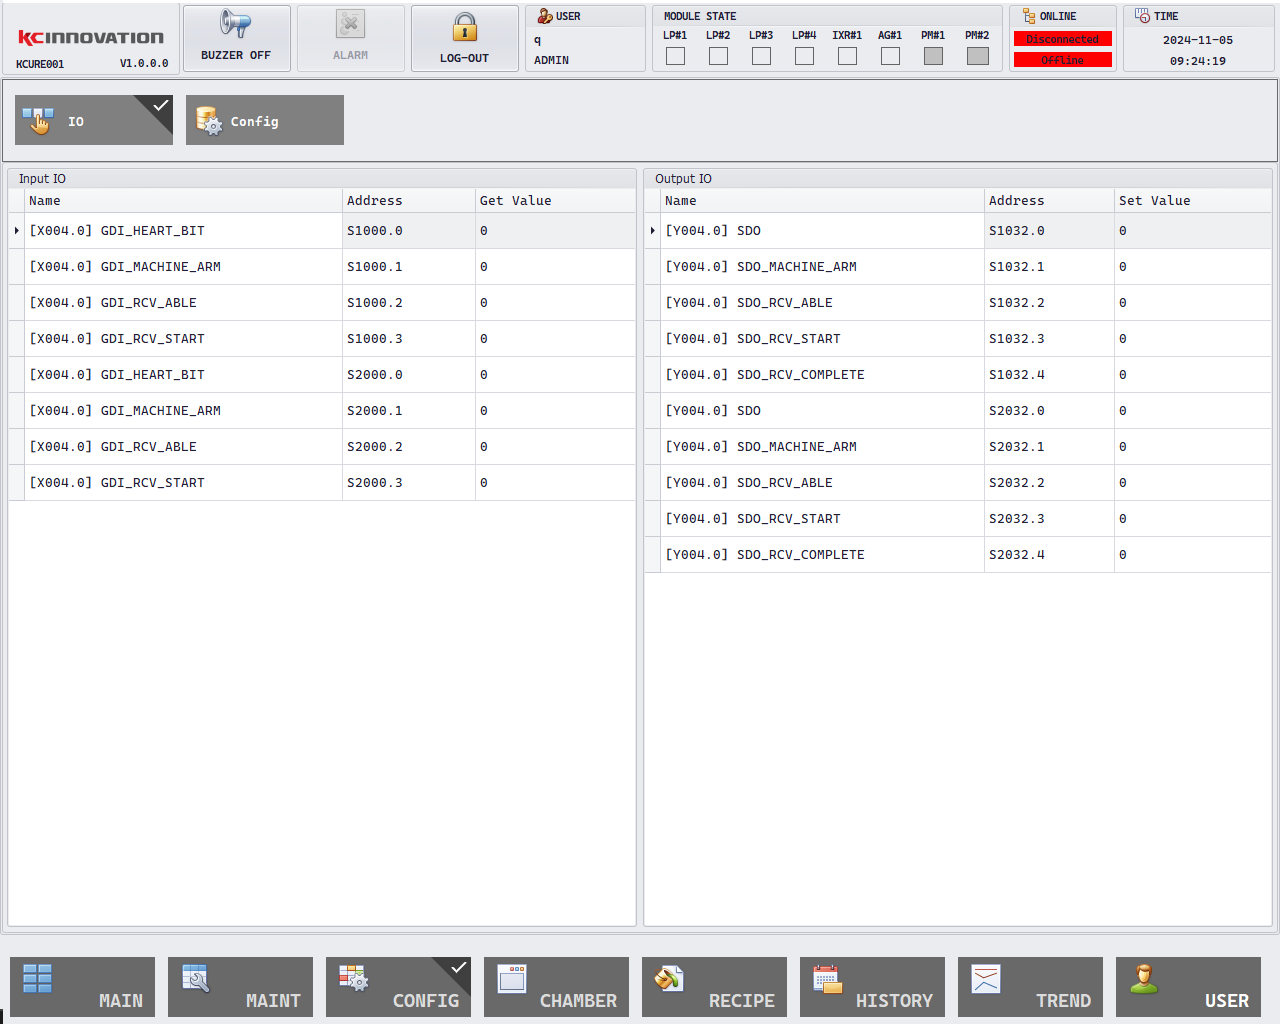 KCINNOVATION
KCURE001 V1.0.0.0
BUZZER OFF
ALARM
LOG-OUT
USER
q
ADMIN
MODULE STATE
LP#1 LP#2 LP#3 LP#4 IXR#1 AG#1 PM#1 PM#2
ONLINE
Disconnected
Offline
TIME
2024-11-05
09:24:19
IO
Config
Input IO
Name Address Get Value
[X004.0] GDI_HEART_BIT S1000.0 0
[X004.0] GDI_MACHINE_ARM S1000.1 0
[X004.0] GDI_RCV_ABLE S1000.2 0
[X004.0] GDI_RCV_START S1000.3 0
[X004.0] GDI_HEART_BIT S2000.0 0
[X004.0] GDI_MACHINE_ARM S2000.1 0
[X004.0] GDI_RCV_ABLE S2000.2 0
[X004.0] GDI_RCV_START S2000.3 0
Output IO
Name Address Set Value
[Y004.0] SDO S1032.0 0
[Y004.0] SDO_MACHINE_ARM S1032.1 0
[Y004.0] SDO_RCV_ABLE S1032.2 0
[Y004.0] SDO_RCV_START S1032.3 0
[Y004.0] SDO_RCV_COMPLETE S1032.4 0
[Y004.0] SDO S2032.0 0
[Y004.0] SDO_MACHINE_ARM S2032.1 0
[Y004.0] SDO_RCV_ABLE S2032.2 0
[Y004.0] SDO_RCV_START S2032.3 0
[Y004.0] SDO_RCV_COMPLETE S2032.4 0
MAIN
MAINT
CONFIG
CHAMBER
RECIPE
HISTORY
TREND
USER